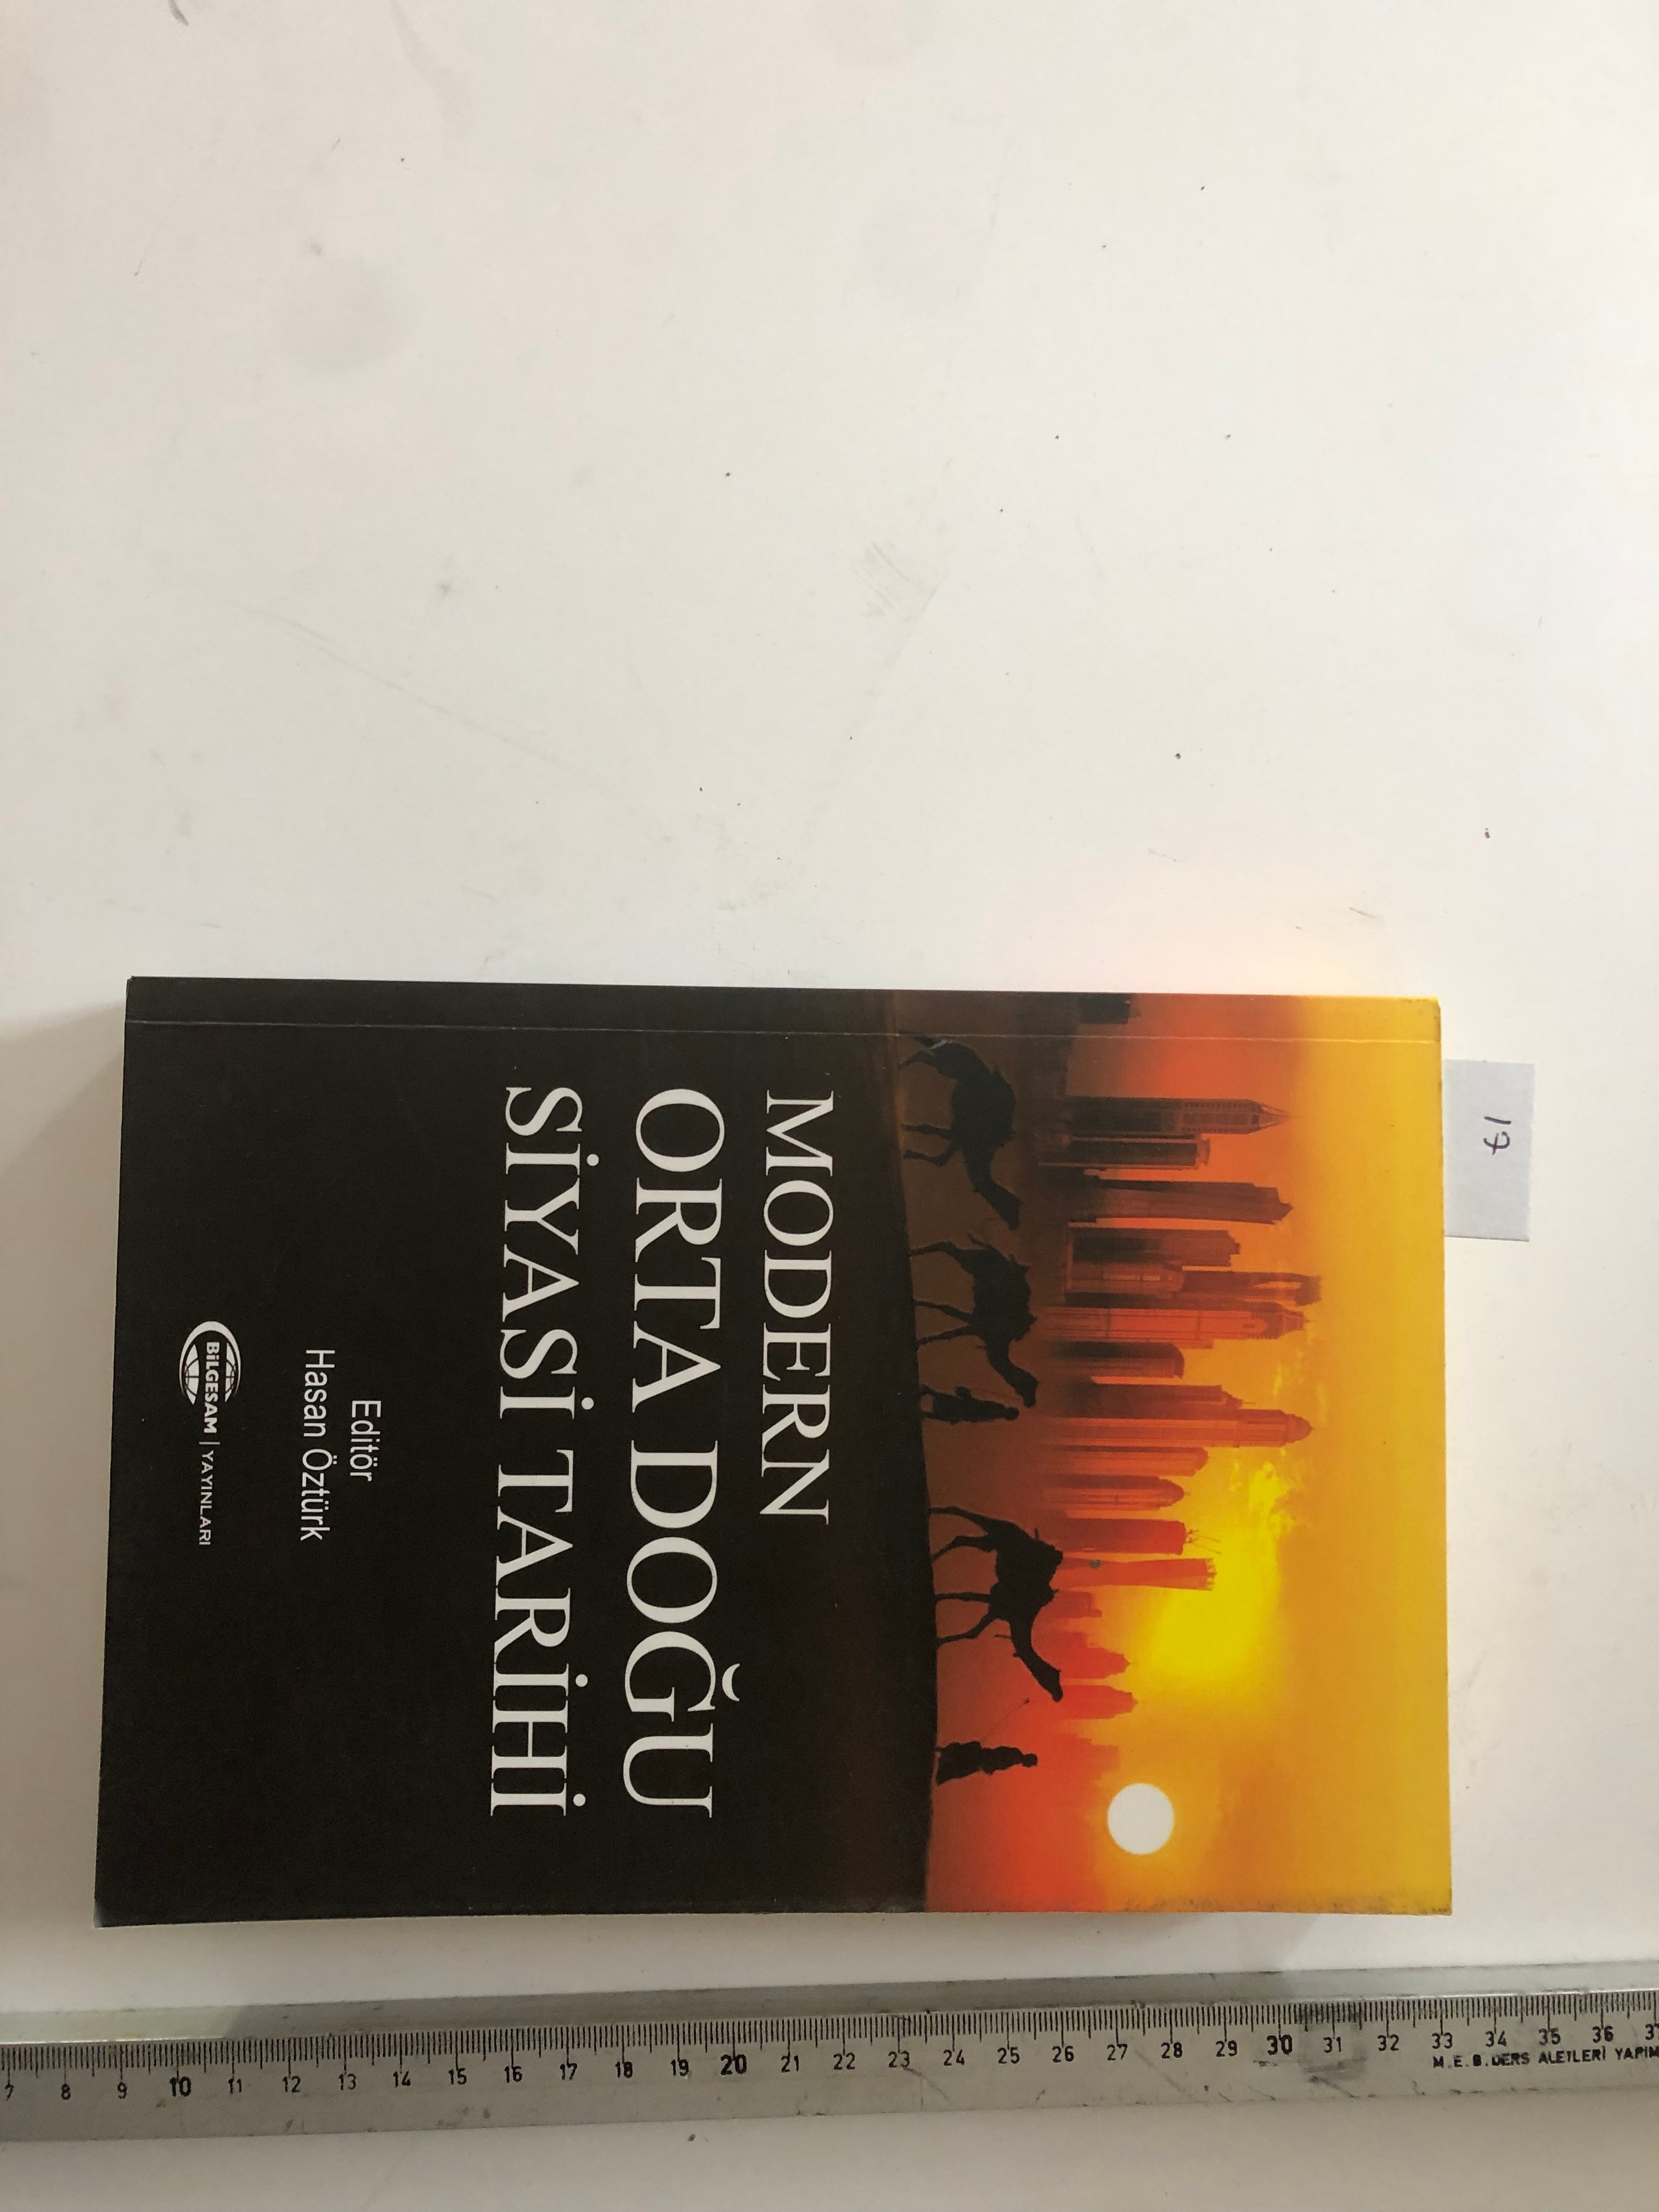 MODERN
ORTA DOĞU
SİYASİ TARİHİ
Editör
Hasan Öztürk
BİLGESAM | YAYINLARI
17
7 8 9 10 11 12 13 14 15 16 17 18 19 20 21 22 23 24 25 26 27 28 29 30 31 32 33 34 35 36 37
M.E.B. DERS ALETLERİ YAPIM